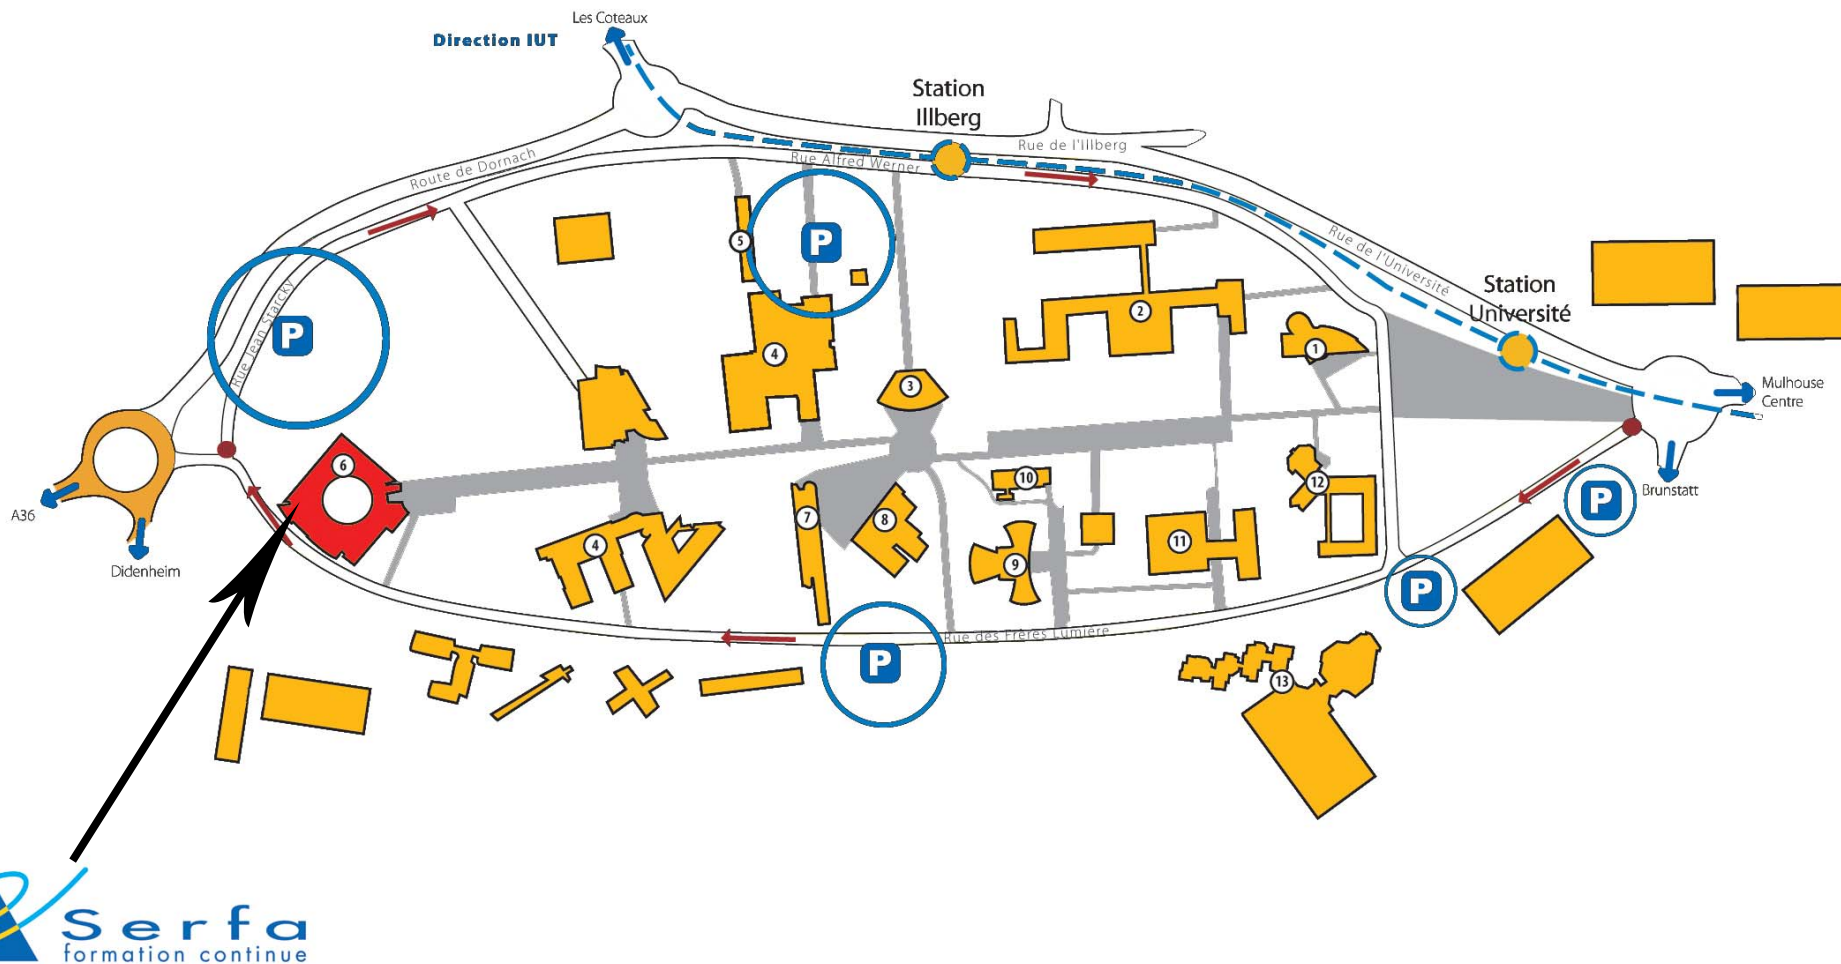 Les Coteaux
Direction IUT
Station
Illberg
Rue de l'Illberg
Route de Dornach
Rue Alfred Werner
Rue de l'Université
Station
Université
Rue Jean Starcky
P
P
5
2
1
4
3
Mulhouse
Centre
6
10
12
A36
7
8
4
11
9
P
Brunstatt
P
Didenheim
Rue des Frères Lumière
P
13
Serfa
formation continue